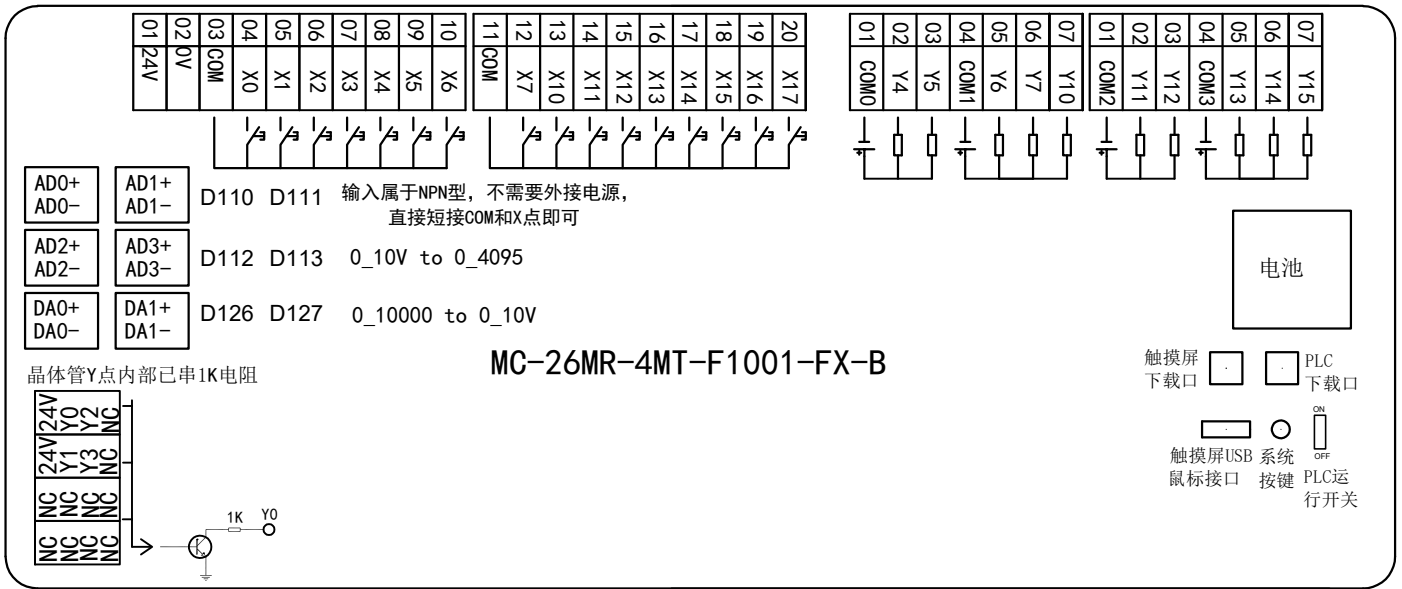 01 02 03 04 05 06 07 08 09 10
24V 0V COM X0 X1 X2 X3 X4 X5 X6
11 12 13 14 15 16 17 18 19 20
COM X7 X10 X11 X12 X13 X14 X15 X16 X17
01 02 03 04 05 06 07
COM0 Y4 Y5 COM1 Y6 Y7 Y10
01 02 03 04 05 06 07
COM2 Y11 Y12 COM3 Y13 Y14 Y15
AD0+ AD1+
AD0- AD1-
D110 D111
输入属于NPN型，不需要外接电源，
直接短接COM和X点即可
AD2+ AD3+
AD2- AD3-
D112 D113 0_10V to 0_4095
DA0+ DA1+
DA0- DA1-
D126 D127 0_10000 to 0_10V
电池
MC-26MR-4MT-F1001-FX-B
触摸屏
下载口
PLC
下载口
晶体管Y点内部已串1K电阻
24V Y0 Y2 NC
24V Y1 Y3 NC
NC NC NC NC
NC NC NC NC
1K Y0
ON
OFF
触摸屏USB
鼠标接口
系统
按键
PLC运
行开关